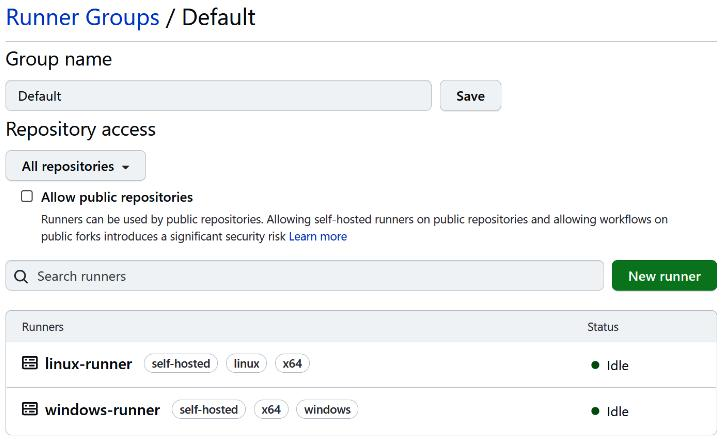 Runner Groups / Default
Group name
Default
Save
Repository access
All repositories
Allow public repositories
Runners can be used by public repositories. Allowing self-hosted runners on public repositories and allowing workflows on
public forks introduces a significant security risk Learn more
Search runners
New runner
Runners Status
linux-runner self-hosted linux x64 Idle
windows-runner self-hosted x64 windows Idle